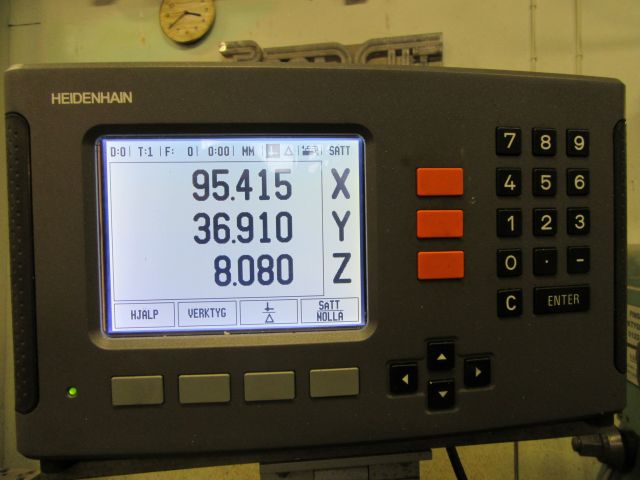 HEIDENHAIN
D:0 T:1 F: 0 0:00 MM SATT
95.415 X
36.910 Y
8.080 Z
HJALP VERKTYG SATT NOLLA
7 8 9
4 5 6
1 2 3
0 . -
C ENTER